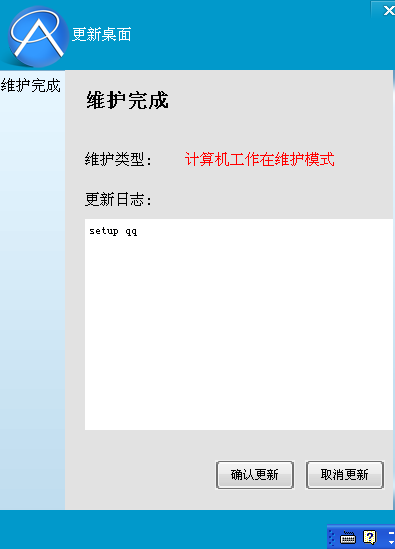 更新桌面
维护完成
维护完成
维护类型： 计算机工作在维护模式
更新日志：
setup qq
确认更新 取消更新